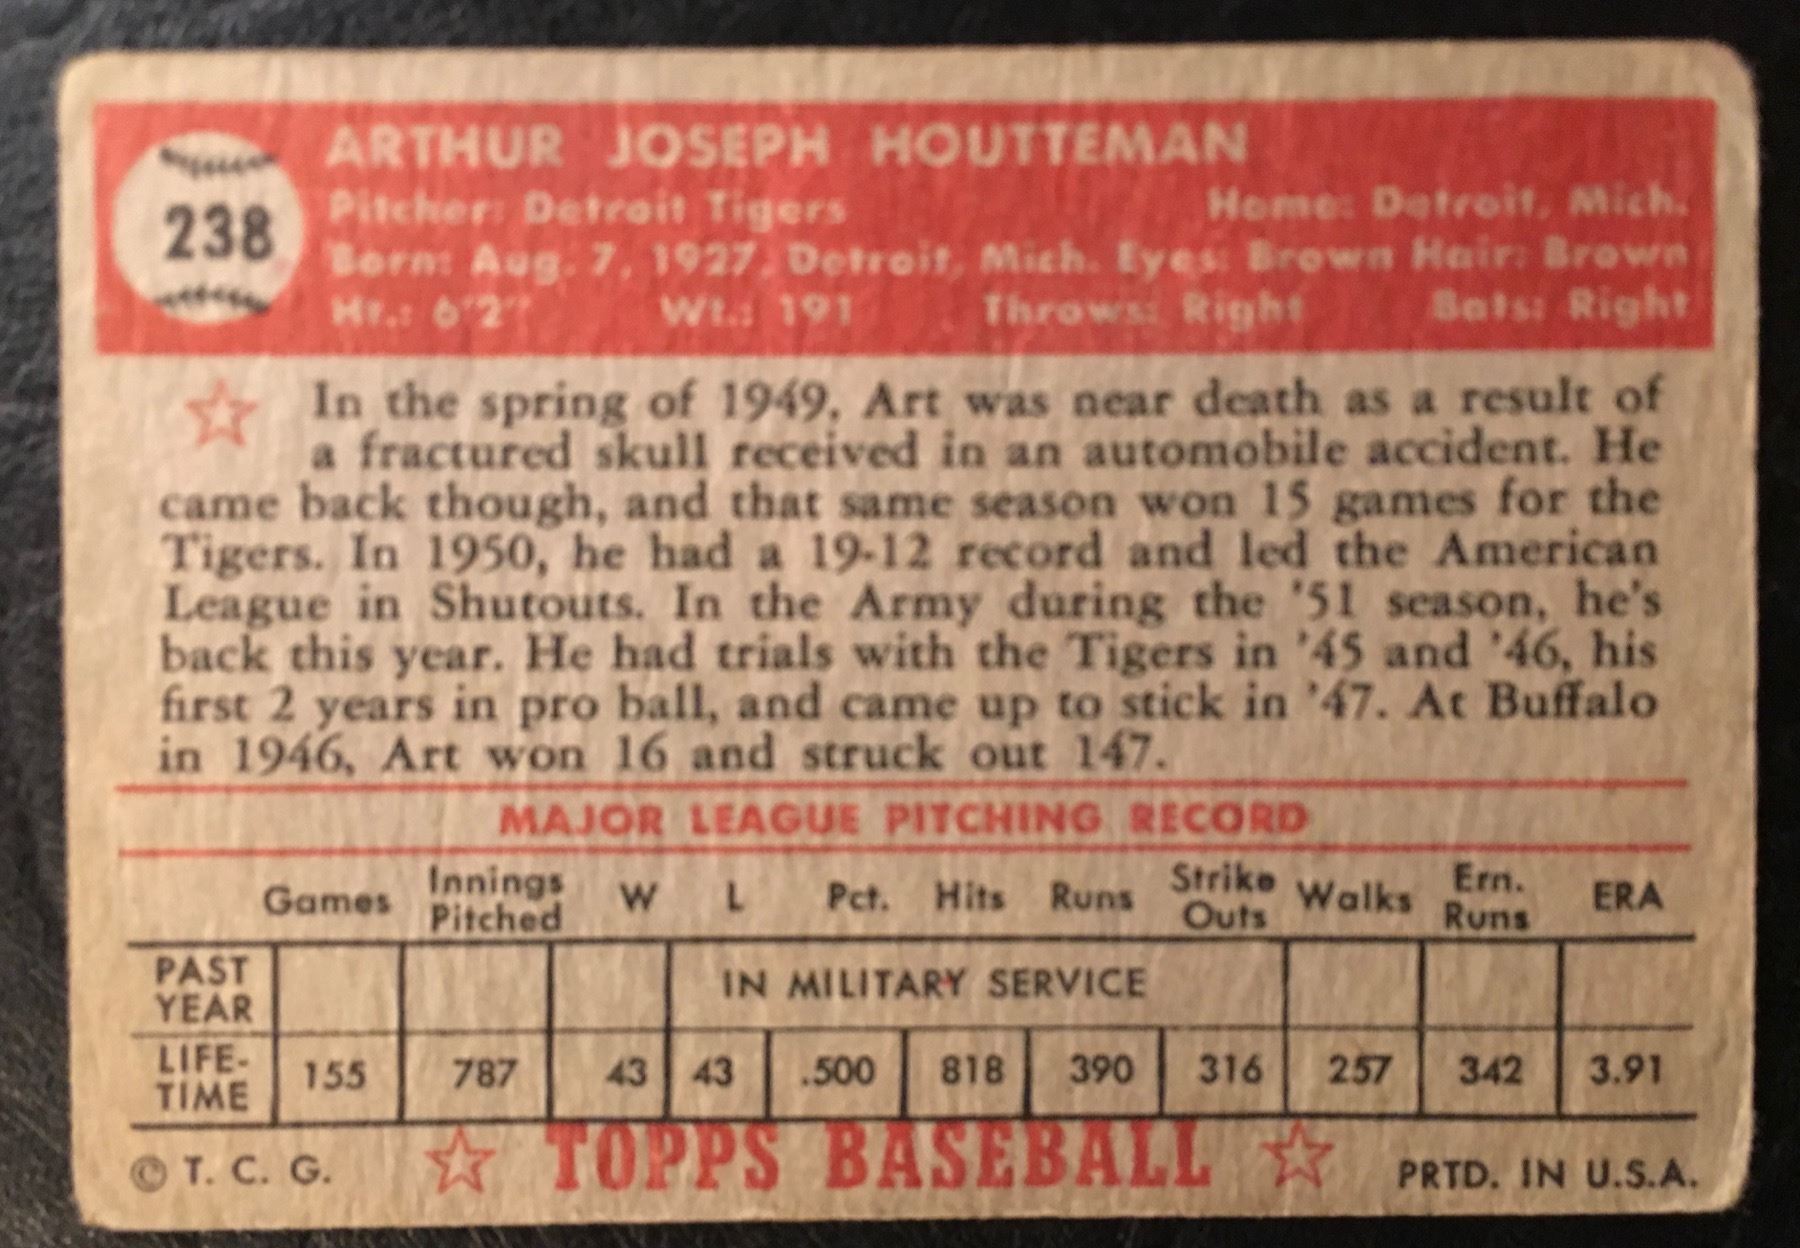 238
ARTHUR JOSEPH HOUTTEMAN
Pitcher: Detroit Tigers Home: Detroit, Mich.
Born: Aug. 7, 1927, Detroit, Mich. Eyes: Brown Hair: Brown
Ht.: 6'2" Wt.: 191 Throws: Right Bats: Right
☆ In the spring of 1949, Art was near death as a result of
a fractured skull received in an automobile accident. He
came back though, and that same season won 15 games for the
Tigers. In 1950, he had a 19-12 record and led the American
League in Shutouts. In the Army during the '51 season, he's
back this year. He had trials with the Tigers in '45 and '46, his
first 2 years in pro ball, and came up to stick in '47. At Buffalo
in 1946, Art won 16 and struck out 147.
MAJOR LEAGUE PITCHING RECORD
Games Innings Pitched W L Pct. Hits Runs Strike Outs Walks Ern. Runs ERA
PAST YEAR IN MILITARY SERVICE
LIFE-TIME 155 787 43 43 .500 818 390 316 257 342 3.91
© T. C. G. ☆ TOPPS BASEBALL ☆ PRTD. IN U.S.A.